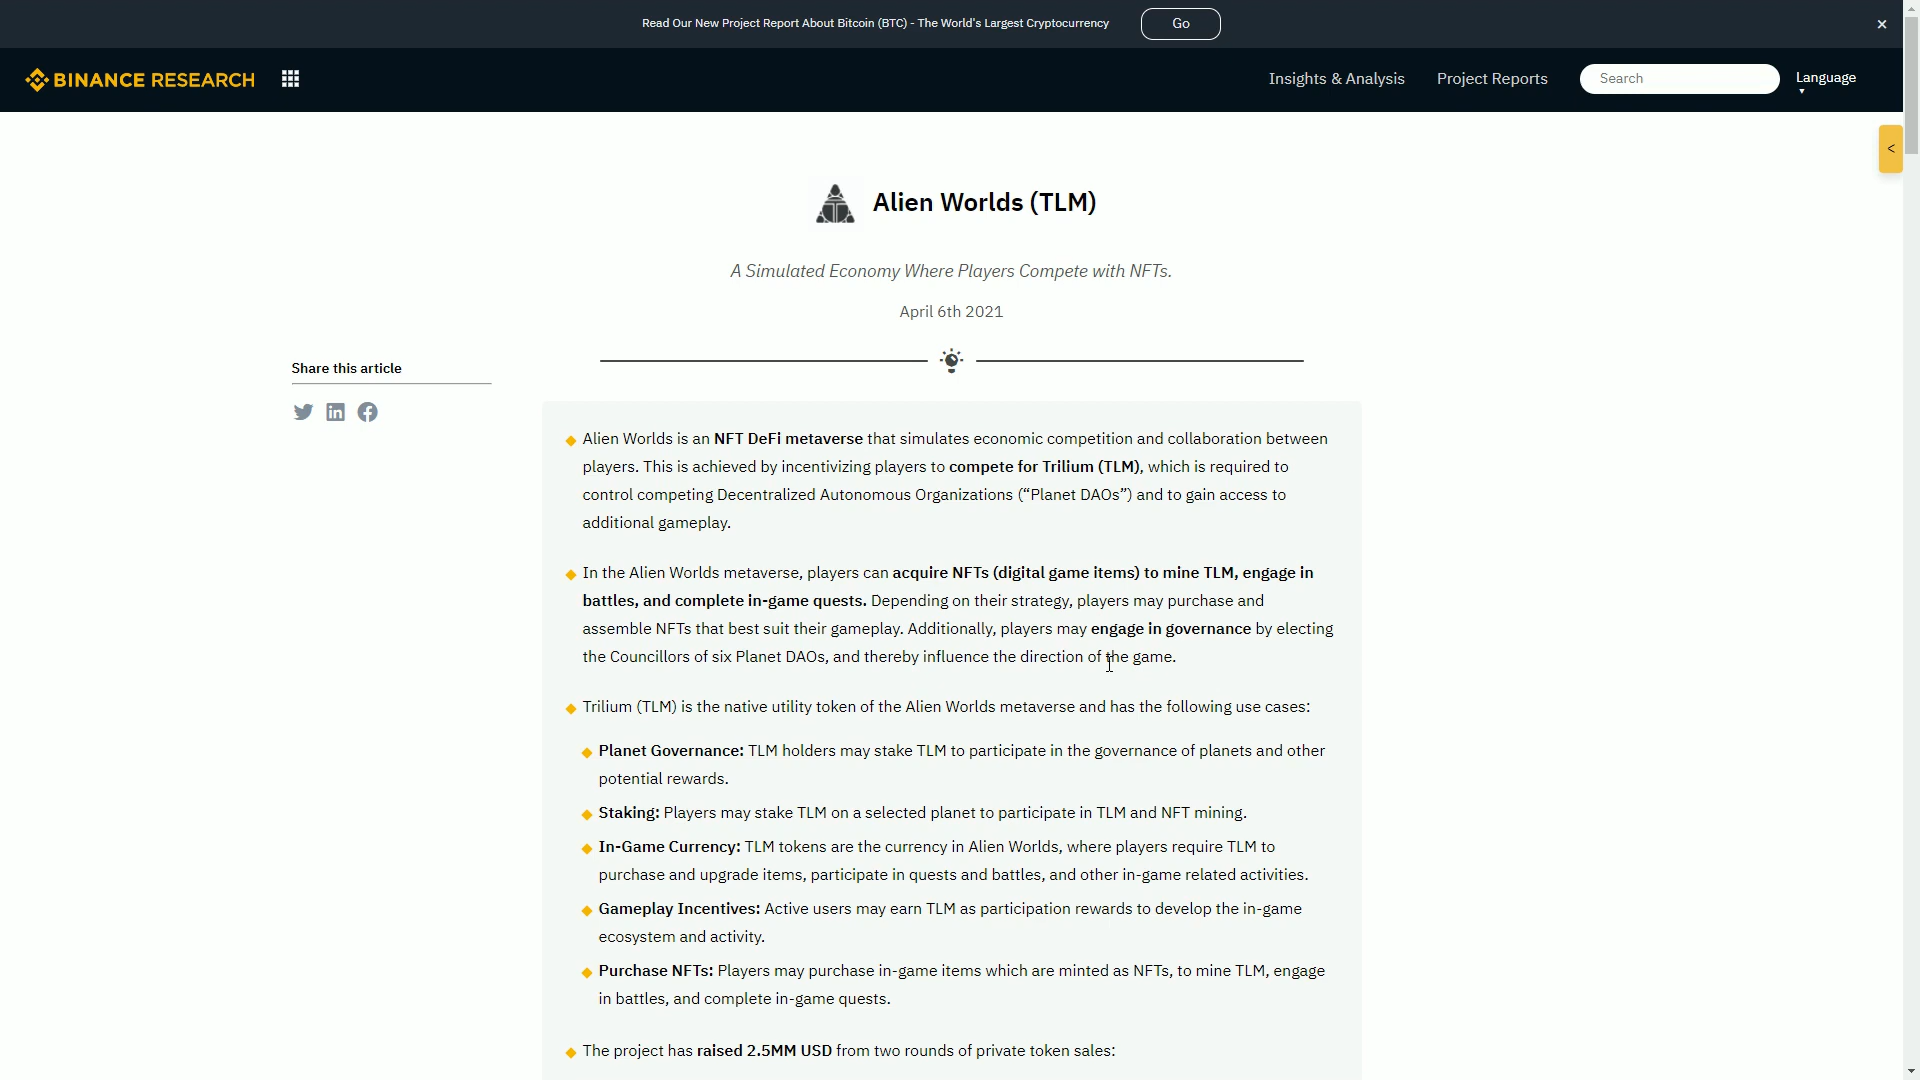 Read Our New Project Report About Bitcoin (BTC) - The World's Largest Cryptocurrency
Go
×
BINANCE RESEARCH
Insights & Analysis
Project Reports
Search
Language
<
Alien Worlds (TLM)
A Simulated Economy Where Players Compete with NFTs.
April 6th 2021
Share this article
Alien Worlds is an NFT DeFi metaverse that simulates economic competition and collaboration between
players. This is achieved by incentivizing players to compete for Trilium (TLM), which is required to
control competing Decentralized Autonomous Organizations (“Planet DAOs”) and to gain access to
additional gameplay.
In the Alien Worlds metaverse, players can acquire NFTs (digital game items) to mine TLM, engage in
battles, and complete in-game quests. Depending on their strategy, players may purchase and
assemble NFTs that best suit their gameplay. Additionally, players may engage in governance by electing
the Councillors of six Planet DAOs, and thereby influence the direction of the game.
Trilium (TLM) is the native utility token of the Alien Worlds metaverse and has the following use cases:
Planet Governance: TLM holders may stake TLM to participate in the governance of planets and other
potential rewards.
Staking: Players may stake TLM on a selected planet to participate in TLM and NFT mining.
In-Game Currency: TLM tokens are the currency in Alien Worlds, where players require TLM to
purchase and upgrade items, participate in quests and battles, and other in-game related activities.
Gameplay Incentives: Active users may earn TLM as participation rewards to develop the in-game
ecosystem and activity.
Purchase NFTs: Players may purchase in-game items which are minted as NFTs, to mine TLM, engage
in battles, and complete in-game quests.
The project has raised 2.5MM USD from two rounds of private token sales: